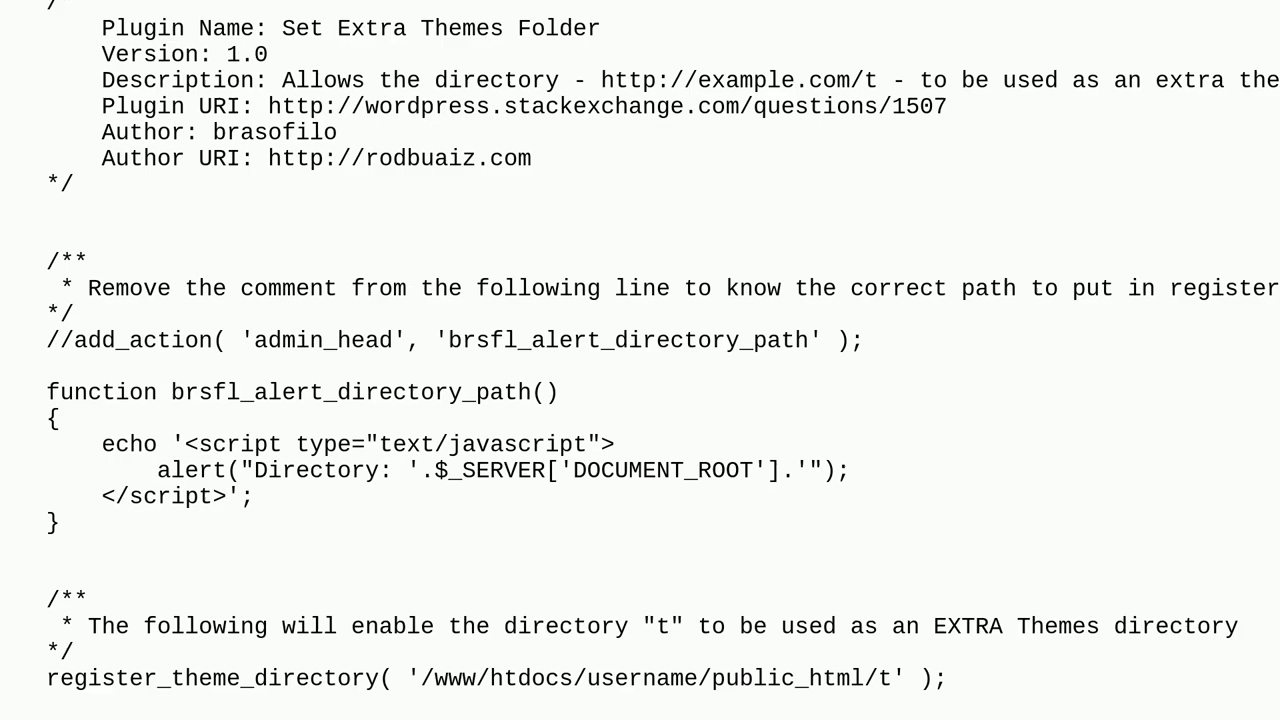 /
Plugin Name: Set Extra Themes Folder
Version: 1.0
Description: Allows the directory - http://example.com/t - to be used as an extra the
Plugin URI: http://wordpress.stackexchange.com/questions/1507
Author: brasofilo
Author URI: http://rodbuaiz.com
*/
/**
* Remove the comment from the following line to know the correct path to put in register
*/
//add_action( 'admin_head', 'brsfl_alert_directory_path' );
function brsfl_alert_directory_path()
{
echo '<script type="text/javascript">
alert("Directory: '.$_SERVER['DOCUMENT_ROOT'].'");
</script>';
}
/**
* The following will enable the directory "t" to be used as an EXTRA Themes directory
*/
register_theme_directory( '/www/htdocs/username/public_html/t' );